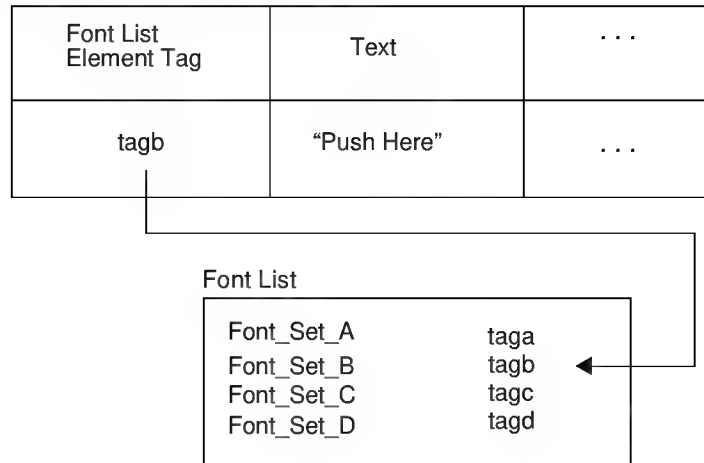 Font List
Element Tag
Text
. . .
tagb
“Push Here”
. . .
Font List
Font_Set_A taga
Font_Set_B tagb
Font_Set_C tagc
Font_Set_D tagd